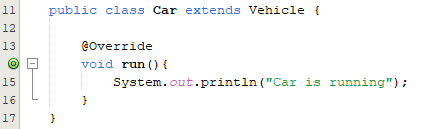 11 public class Car extends Vehicle {
12
13     @Override
       void run(){
15         System.out.println("Car is running");
16     }
17 }